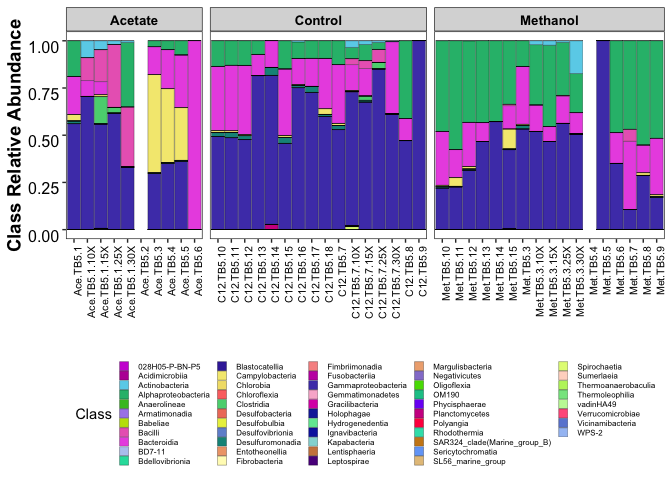 Acetate
Control
Methanol
Class Relative Abundance
1.00
0.75
0.50
0.25
0.00
Ace.TB5.1
Ace.TB5.1.10X
Ace.TB5.1.15X
Ace.TB5.1.25X
Ace.TB5.1.30X
Ace.TB5.2
Ace.TB5.3
Ace.TB5.4
Ace.TB5.5
Ace.TB5.6
C12.TB5.10
C12.TB5.11
C12.TB5.12
C12.TB5.13
C12.TB5.14
C12.TB5.15
C12.TB5.16
C12.TB5.17
C12.TB5.18
C12.TB5.7
C12.TB5.7.10X
C12.TB5.7.15X
C12.TB5.7.25X
C12.TB5.7.30X
C12.TB5.8
C12.TB5.9
Met.TB5.10
Met.TB5.11
Met.TB5.12
Met.TB5.13
Met.TB5.14
Met.TB5.15
Met.TB5.3
Met.TB5.3.10X
Met.TB5.3.15X
Met.TB5.3.25X
Met.TB5.3.30X
Met.TB5.4
Met.TB5.5
Met.TB5.6
Met.TB5.7
Met.TB5.8
Met.TB5.9
Class
028H05-P-BN-P5
Acidimicrobiia
Actinobacteria
Alphaproteobacteria
Anaerolineae
Armatimonadia
Babeliae
Bacilli
Bacteroidia
BD7-11
Bdellovibrionia
Blastocatellia
Campylobacteria
Chlorobia
Chloroflexia
Clostridia
Desulfobacteria
Desulfobulbia
Desulfovibrionia
Desulfuromonadia
Entotheonellia
Fibrobacteria
Fimbriimonadia
Fusobacteriia
Gammaproteobacteria
Gemmatimonadetes
Gracilibacteria
Holophagae
Hydrogenedentia
Ignavibacteria
Kapabacteria
Lentisphaeria
Leptospirae
Margulisbacteria
Negativicutes
Oligoflexia
OM190
Phycisphaerae
Planctomycetes
Polyangia
Rhodothermia
SAR324_clade(Marine_group_B)
Sericytochromatia
SL56_marine_group
Spirochaetia
Sumerlaeia
Thermoanaerobaculia
Thermoleophilia
vadinHA49
Verrucomicrobiae
Vicinamibacteria
WPS-2